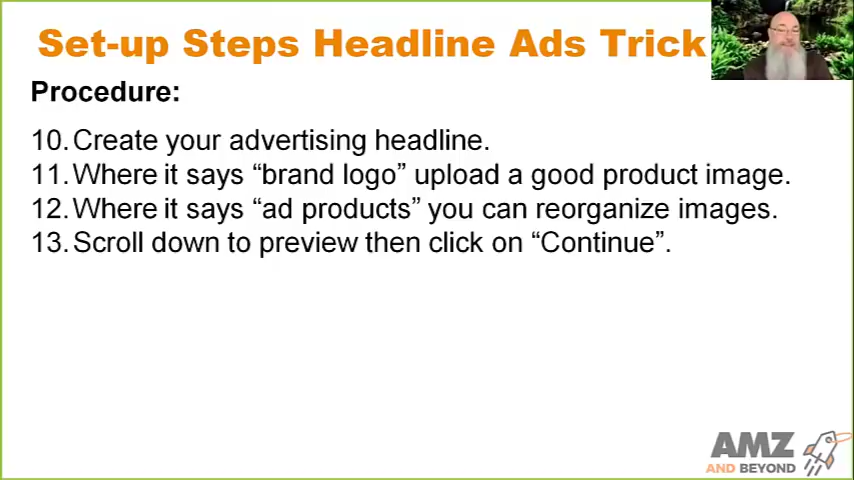 Set-up Steps Headline Ads Trick
Procedure:
10. Create your advertising headline.
11. Where it says “brand logo” upload a good product image.
12. Where it says “ad products” you can reorganize images.
13. Scroll down to preview then click on “Continue”.
AMZ
AND BEYOND